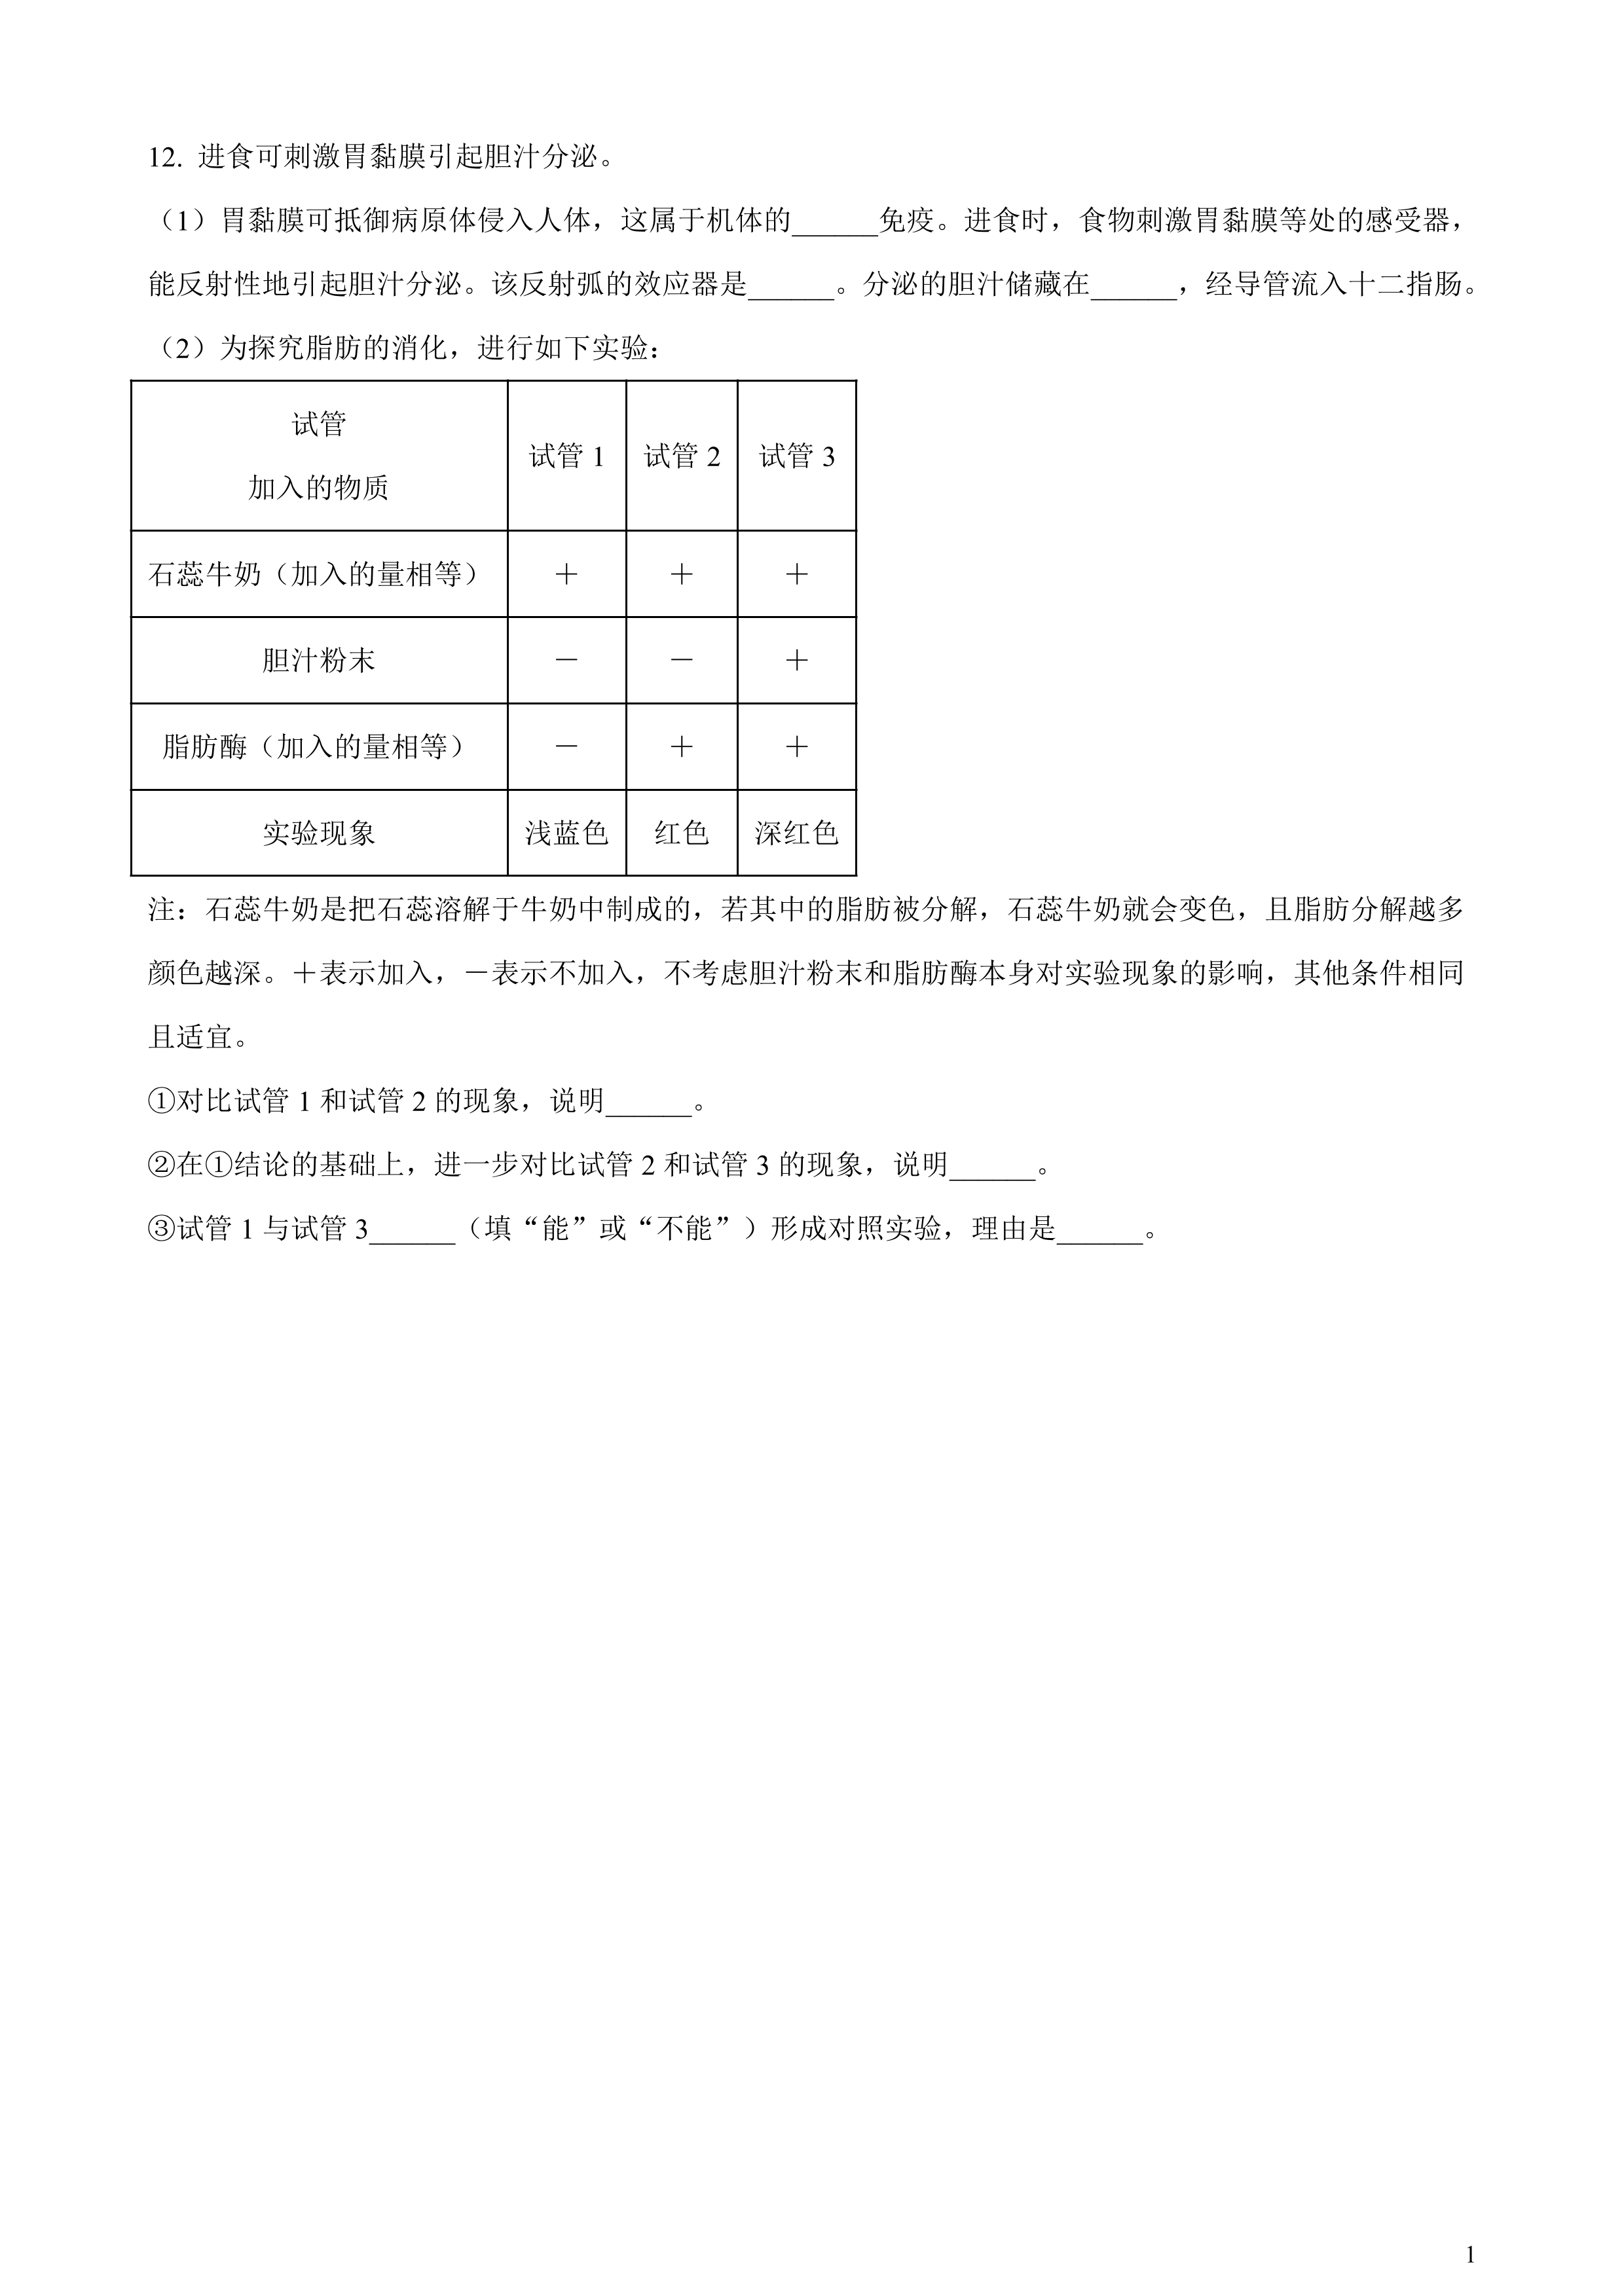 12. 进食可刺激胃黏膜引起胆汁分泌。
（1）胃黏膜可抵御病原体侵入人体，这属于机体的______免疫。进食时，食物刺激胃黏膜等处的感受器，
能反射性地引起胆汁分泌。该反射弧的效应器是______。分泌的胆汁储藏在______，经导管流入十二指肠。
（2）为探究脂肪的消化，进行如下实验：
试管
加入的物质
试管 1 试管 2 试管 3
石蕊牛奶（加入的量相等） ＋ ＋ ＋
胆汁粉末 － － ＋
脂肪酶（加入的量相等） － ＋ ＋
实验现象 浅蓝色 红色 深红色
注：石蕊牛奶是把石蕊溶解于牛奶中制成的，若其中的脂肪被分解，石蕊牛奶就会变色，且脂肪分解越多
颜色越深。＋表示加入，－表示不加入，不考虑胆汁粉末和脂肪酶本身对实验现象的影响，其他条件相同
且适宜。
①对比试管 1 和试管 2 的现象，说明______。
②在①结论的基础上，进一步对比试管 2 和试管 3 的现象，说明______。
③试管 1 与试管 3______（填“能”或“不能”）形成对照实验，理由是______。
1